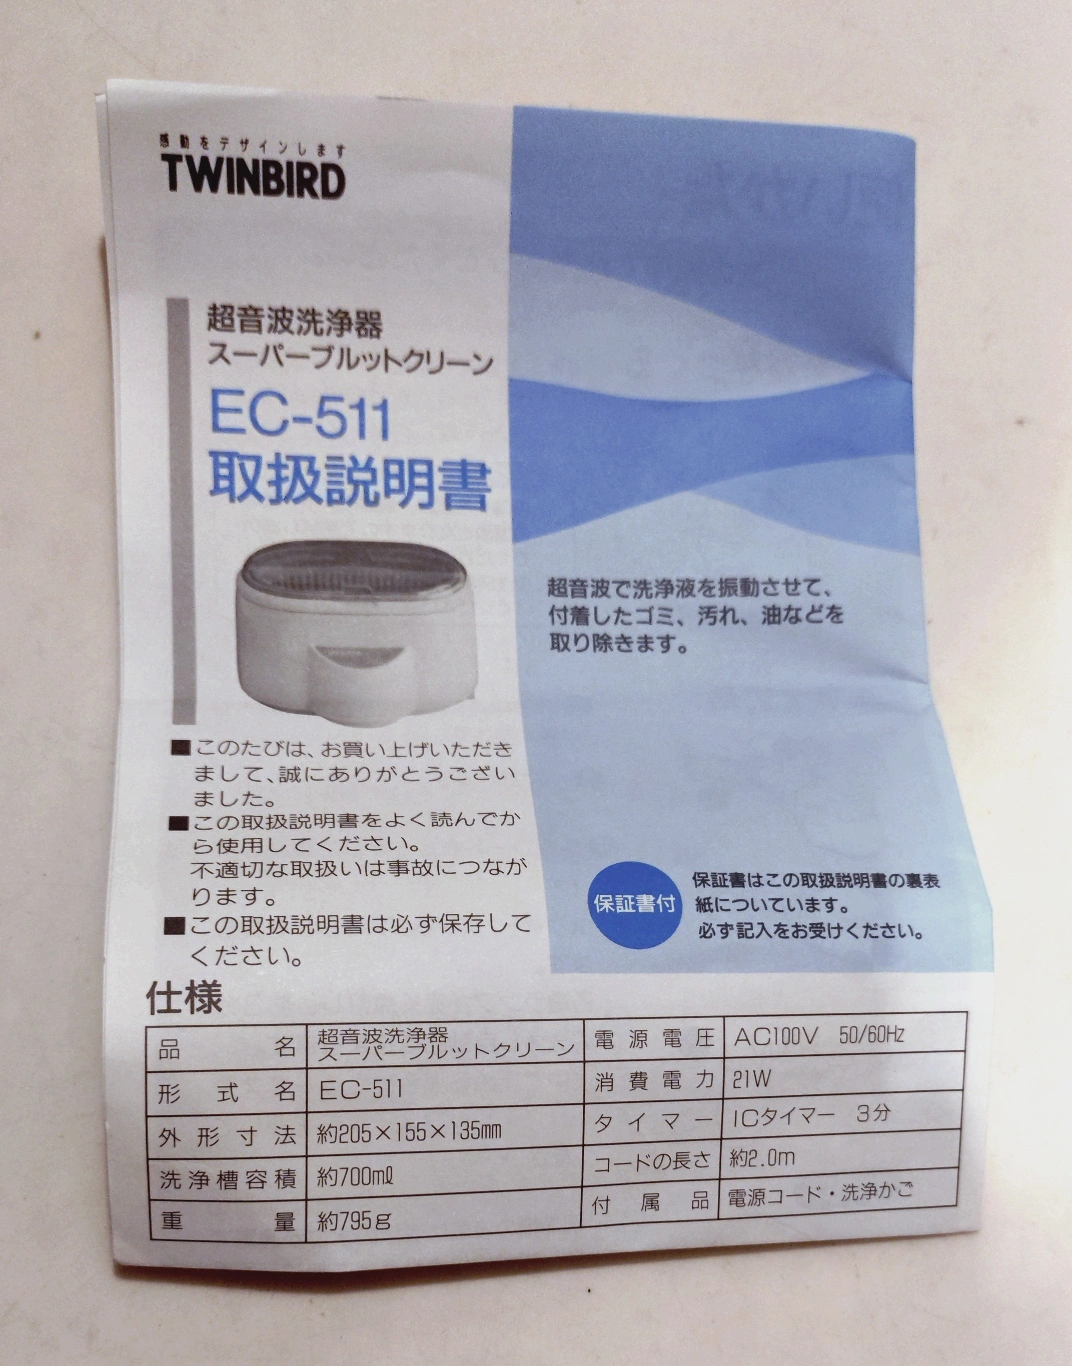 感動をデザインします
TWINBIRD
超音波洗浄器
スーパーブルットクリーン
EC-511
取扱説明書
■このたびは、お買い上げいただき
まして、誠にありがとうござい
ました。
■この取扱説明書をよく読んでか
ら使用してください。
不適切な取扱いは事故につなが
ります。
■この取扱説明書は必ず保存して
ください。
超音波で洗浄液を振動させて、
付着したゴミ、汚れ、油などを
取り除きます。
保証書付
保証書はこの取扱説明書の裏表
紙についています。
必ず記入をお受けください。
仕様
品名 超音波洗浄器
スーパーブルットクリーン
電源電圧 AC100V 50/60Hz
形式名 EC-511
消費電力 21W
外形寸法 約205×155×135㎜
タイマー ICタイマー 3分
洗浄槽容積 約700mℓ
コードの長さ 約2.0m
重量 約795g
付属品 電源コード・洗浄かご